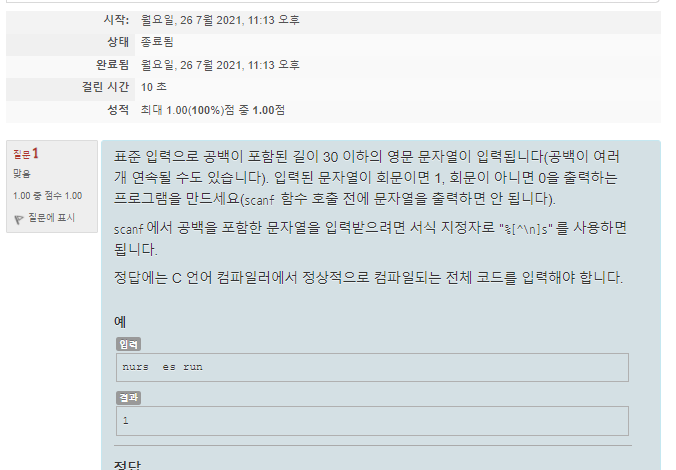 시작: 월요일, 26 7월 2021, 11:13 오후
상태 종료됨
완료됨 월요일, 26 7월 2021, 11:13 오후
걸린 시간 10 초
성적 최대 1.00(100%)점 중 1.00점
질문 1
맞음
1.00 중 점수 1.00
질문에 표시
표준 입력으로 공백이 포함된 길이 30 이하의 영문 문자열이 입력됩니다(공백이 여러
개 연속될 수도 있습니다). 입력된 문자열이 회문이면 1, 회문이 아니면 0을 출력하는
프로그램을 만드세요(scanf 함수 호출 전에 문자열을 출력하면 안 됩니다).
scanf에서 공백을 포함한 문자열을 입력받으려면 서식 지정자로 "%[^\n]s"를 사용하면
됩니다.
정답에는 C 언어 컴파일러에서 정상적으로 컴파일되는 전체 코드를 입력해야 합니다.
예
입력
nurs  es run
결과
1
정답